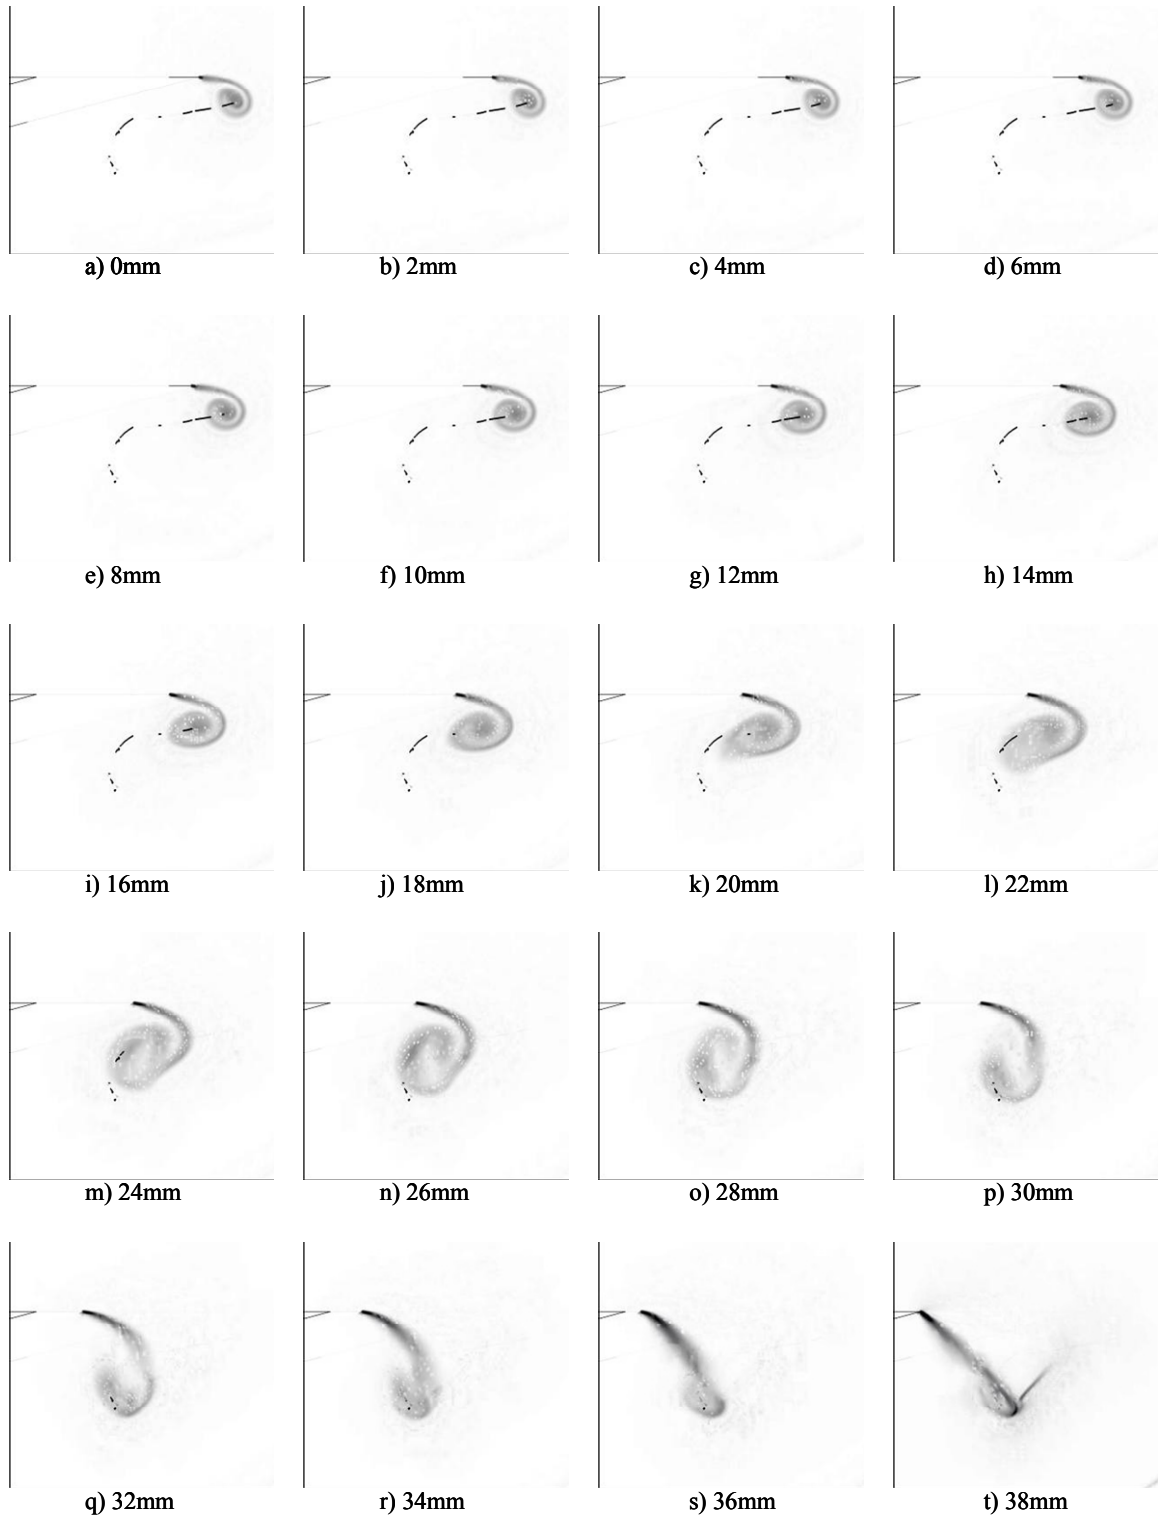 a) 0mm
b) 2mm
c) 4mm
d) 6mm
e) 8mm
f) 10mm
g) 12mm
h) 14mm
i) 16mm
j) 18mm
k) 20mm
l) 22mm
m) 24mm
n) 26mm
o) 28mm
p) 30mm
q) 32mm
r) 34mm
s) 36mm
t) 38mm